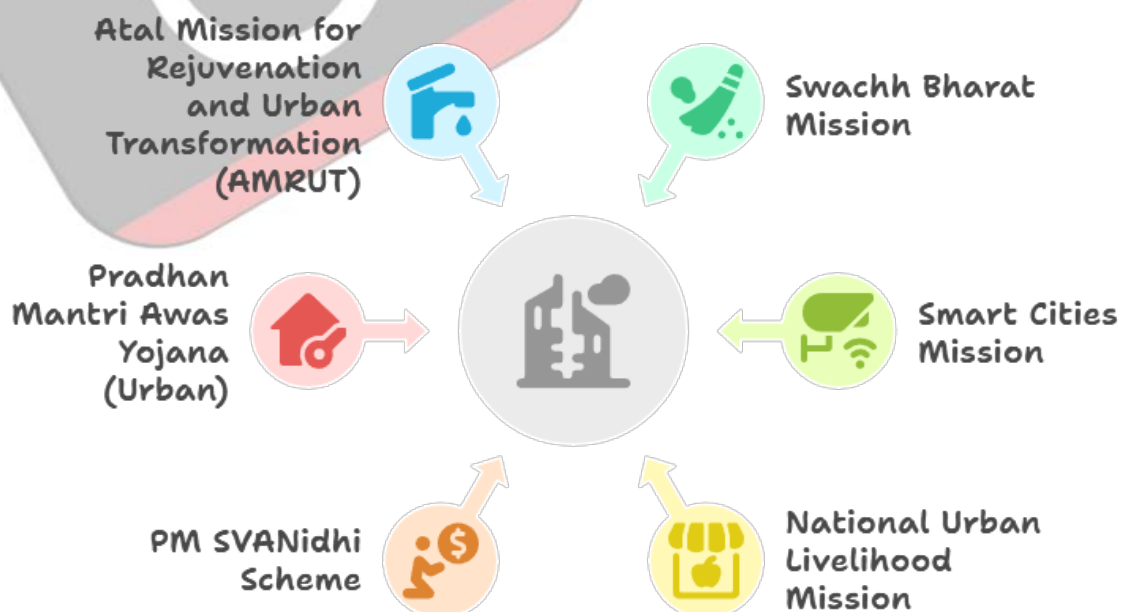 Atal Mission for
Rejuvenation
and Urban
Transformation
(AMRUT)
Swachh Bharat
Mission
Pradhan
Mantri Awas
Yojana
(Urban)
Smart Cities
Mission
PM SVANidhi
Scheme
National Urban
Livelihood
Mission